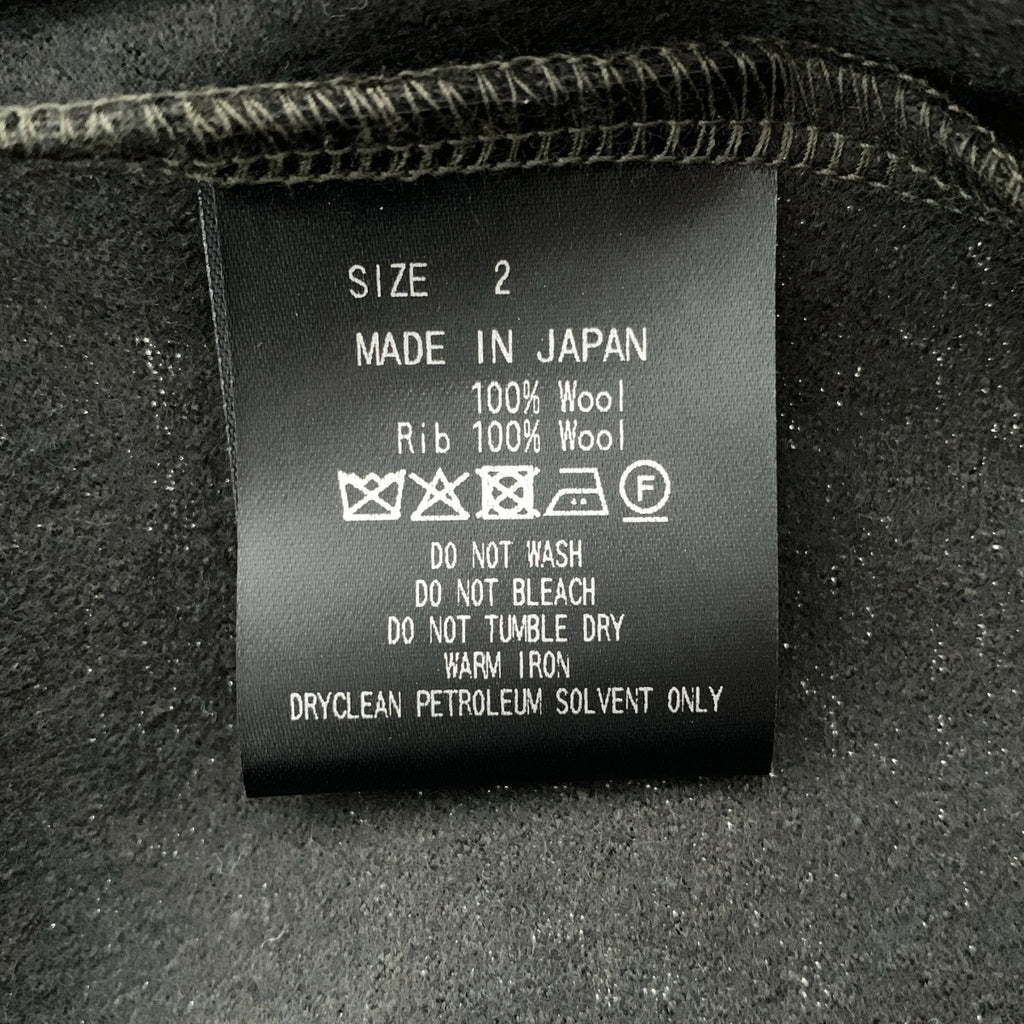 SIZE 2
MADE IN JAPAN
100% Wool
Rib 100% Wool
F
DO NOT WASH
DO NOT BLEACH
DO NOT TUMBLE DRY
WARM IRON
DRYCLEAN PETROLEUM SOLVENT ONLY